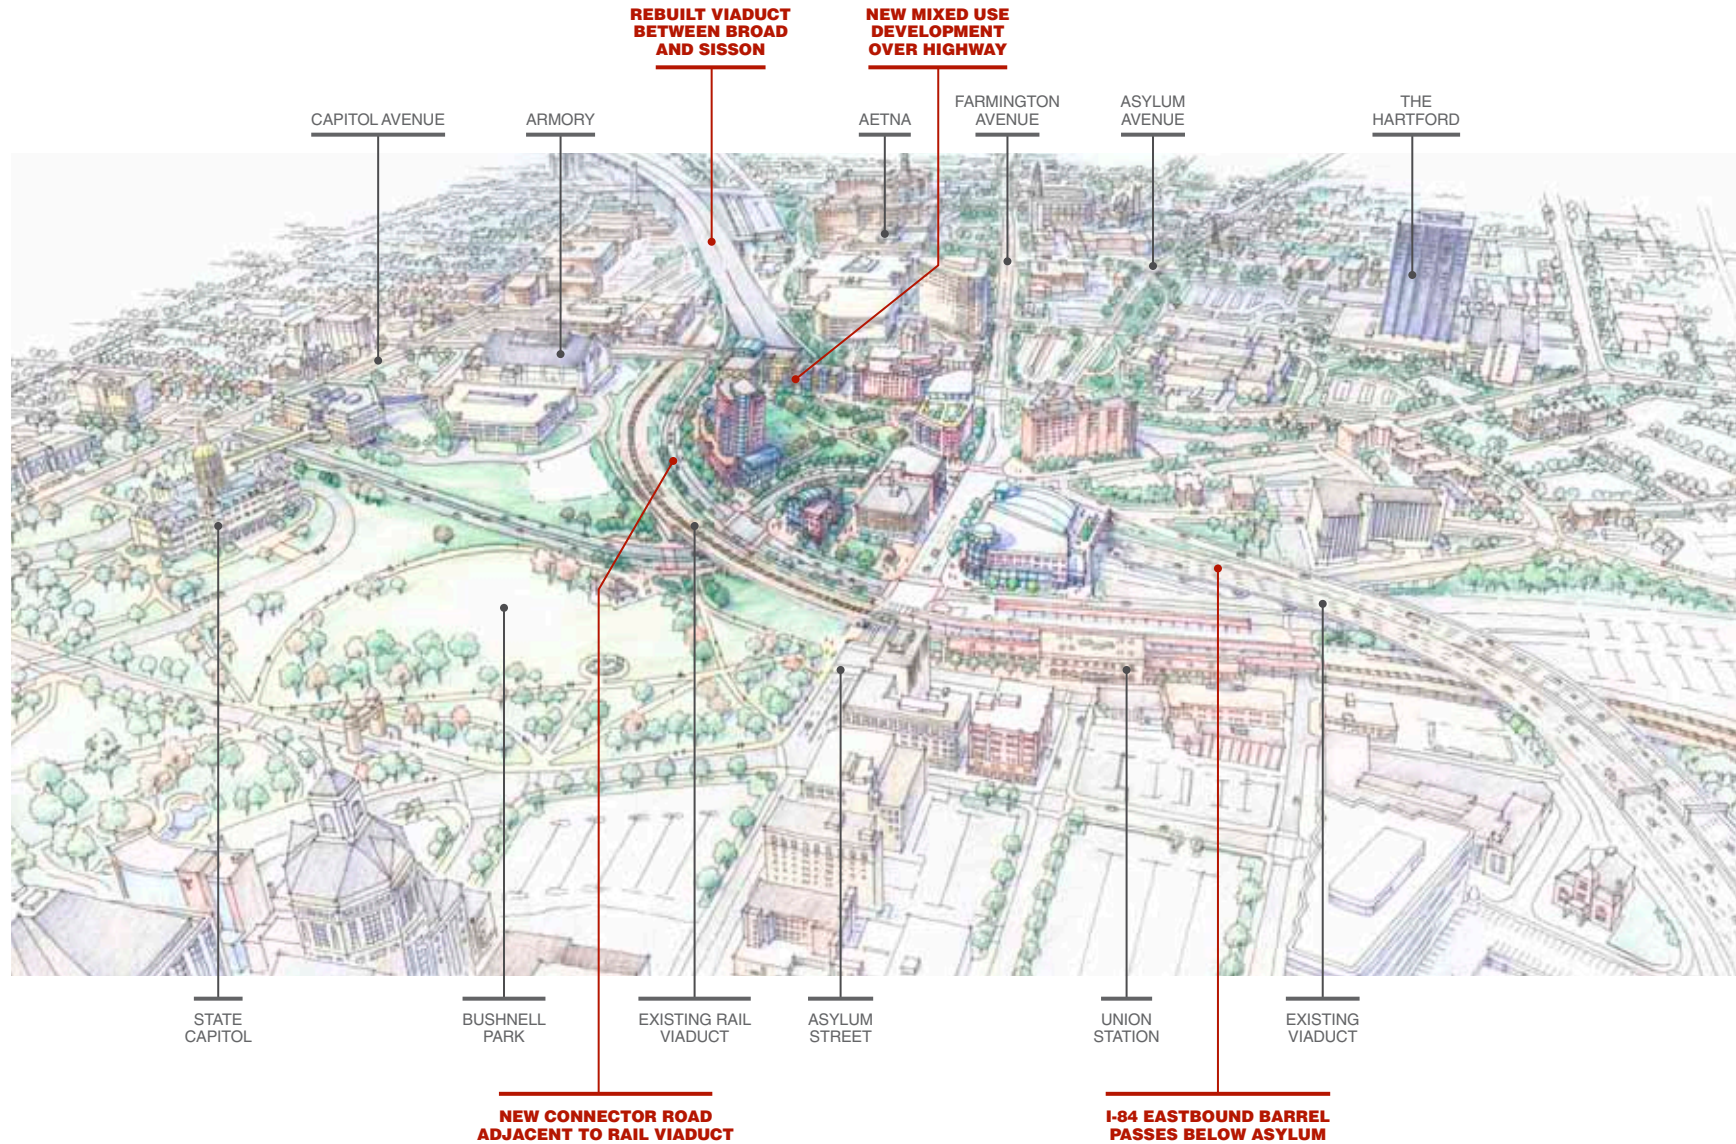 REBUILT VIADUCT
BETWEEN BROAD
AND SISSON
NEW MIXED USE
DEVELOPMENT
OVER HIGHWAY
CAPITOL AVENUE
ARMORY
AETNA
FARMINGTON
AVENUE
ASYLUM
AVENUE
THE
HARTFORD
STATE
CAPITOL
BUSHNELL
PARK
EXISTING RAIL
VIADUCT
ASYLUM
STREET
UNION
STATION
EXISTING
VIADUCT
NEW CONNECTOR ROAD
ADJACENT TO RAIL VIADUCT
I-84 EASTBOUND BARREL
PASSES BELOW ASYLUM